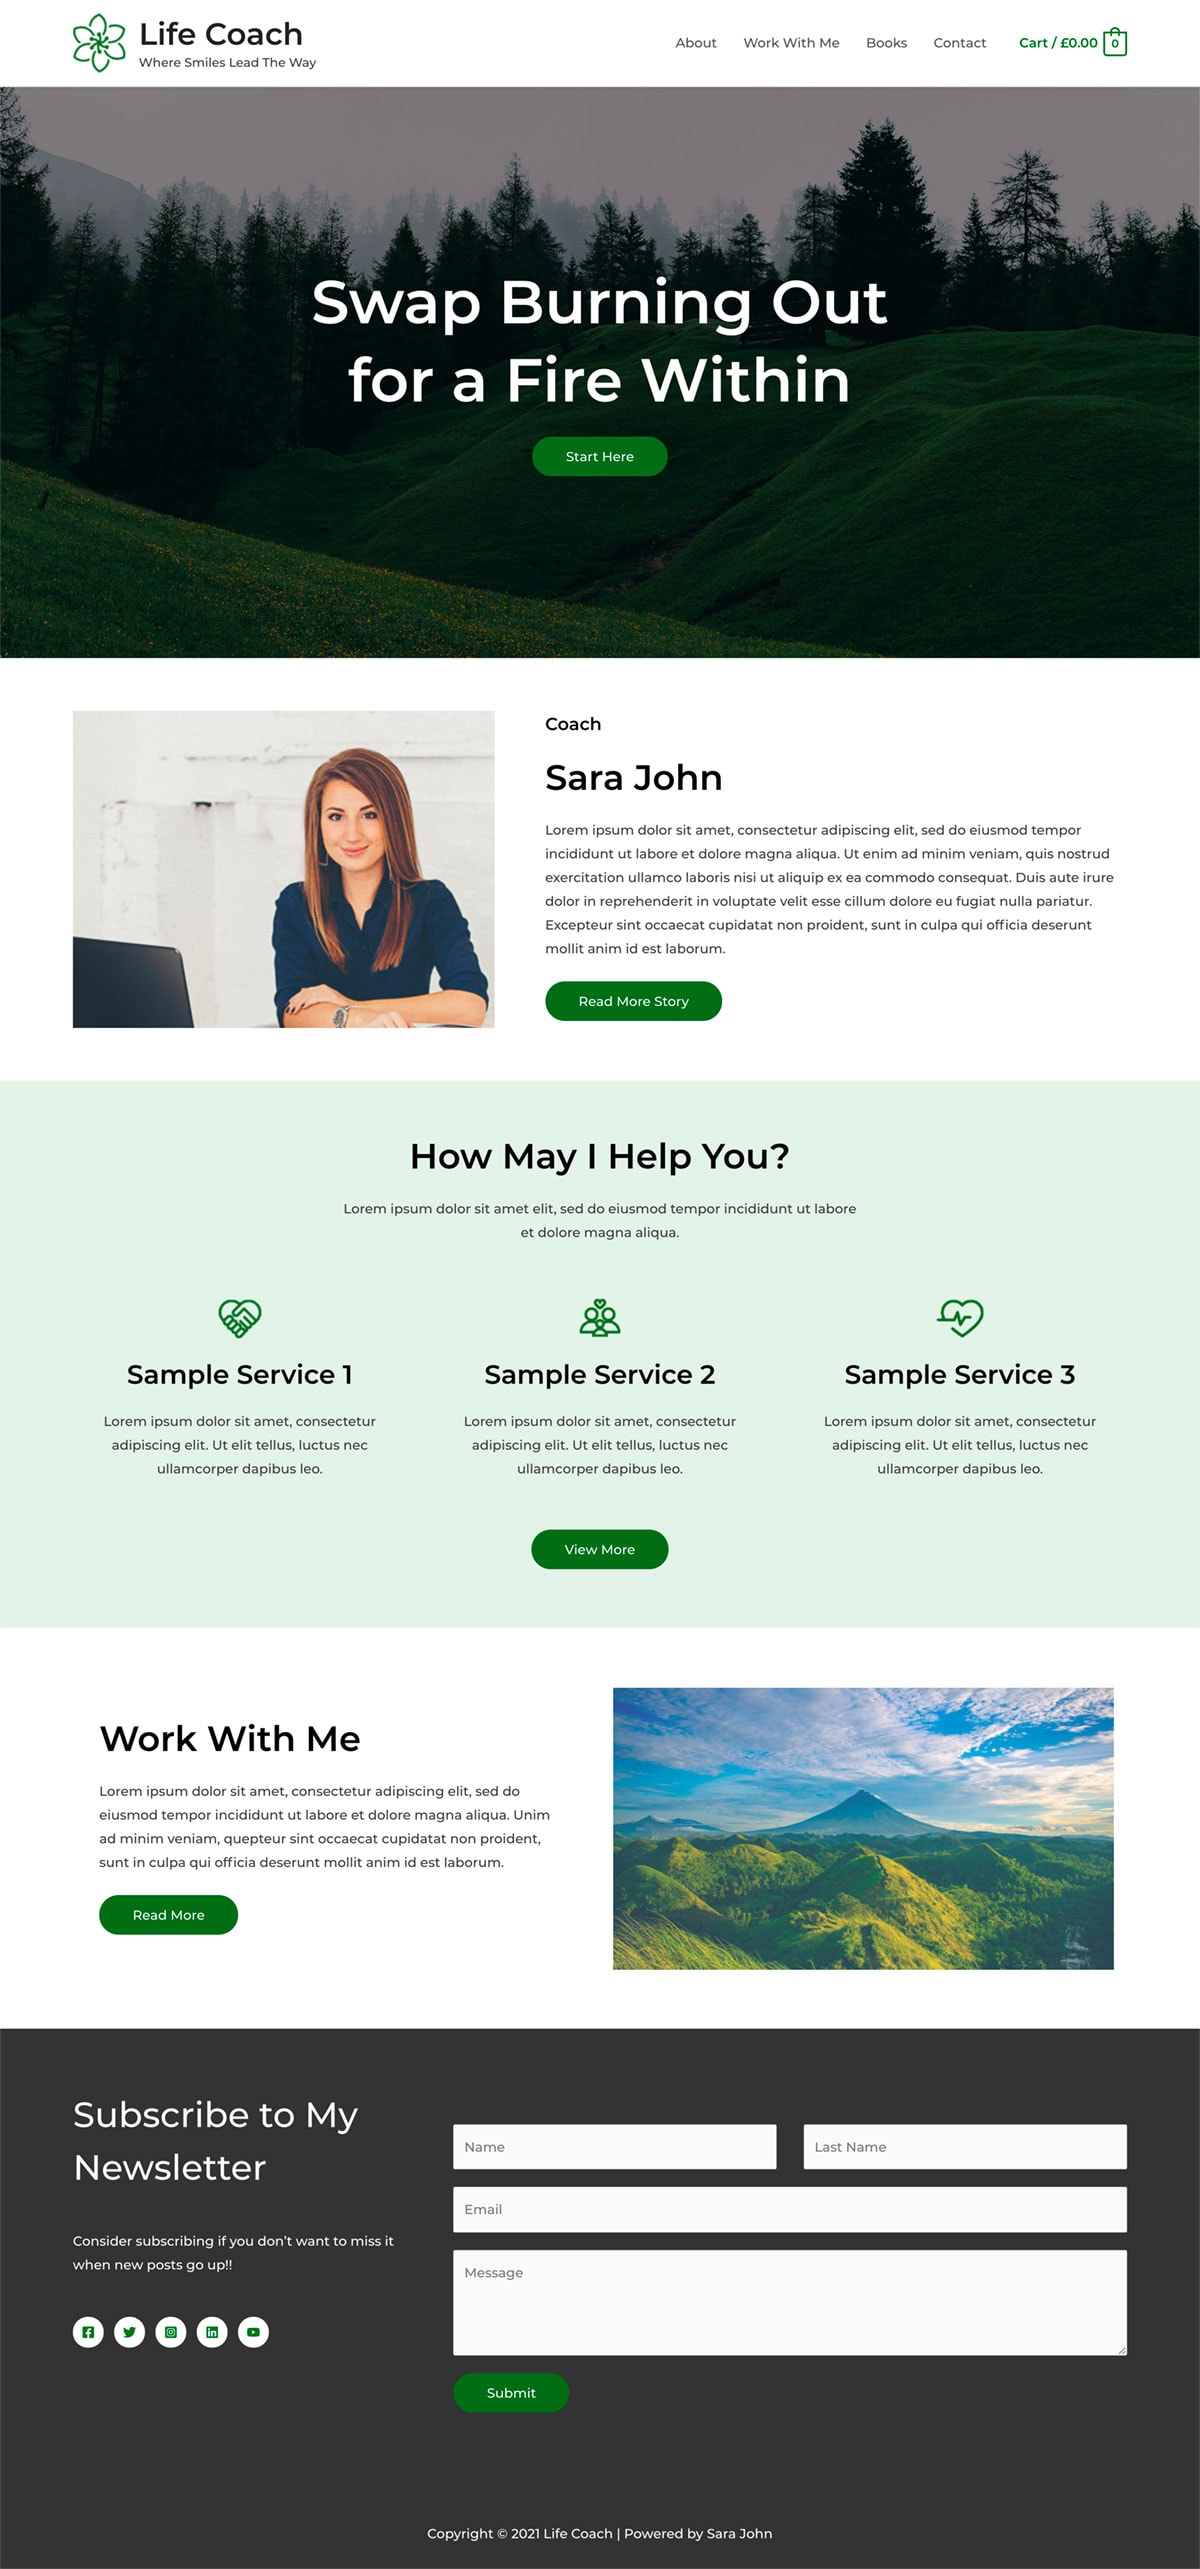 Life Coach
Where Smiles Lead The Way
About
Work With Me
Books
Contact
Cart / £0.00
0
Swap Burning Out
for a Fire Within
Start Here
Coach
Sara John
Lorem ipsum dolor sit amet, consectetur adipiscing elit, sed do eiusmod tempor
incididunt ut labore et dolore magna aliqua. Ut enim ad minim veniam, quis nostrud
exercitation ullamco laboris nisi ut aliquip ex ea commodo consequat. Duis aute irure
dolor in reprehenderit in voluptate velit esse cillum dolore eu fugiat nulla pariatur.
Excepteur sint occaecat cupidatat non proident, sunt in culpa qui officia deserunt
mollit anim id est laborum.
Read More Story
How May I Help You?
Lorem ipsum dolor sit amet elit, sed do eiusmod tempor incididunt ut labore
et dolore magna aliqua.
Sample Service 1
Lorem ipsum dolor sit amet, consectetur
adipiscing elit. Ut elit tellus, luctus nec
ullamcorper dapibus leo.
Sample Service 2
Lorem ipsum dolor sit amet, consectetur
adipiscing elit. Ut elit tellus, luctus nec
ullamcorper dapibus leo.
Sample Service 3
Lorem ipsum dolor sit amet, consectetur
adipiscing elit. Ut elit tellus, luctus nec
ullamcorper dapibus leo.
View More
Work With Me
Lorem ipsum dolor sit amet, consectetur adipiscing elit, sed do
eiusmod tempor incididunt ut labore et dolore magna aliqua. Unim
ad minim veniam, quepteur sint occaecat cupidatat non proident,
sunt in culpa qui officia deserunt mollit anim id est laborum.
Read More
Subscribe to My
Newsletter
Consider subscribing if you don’t want to miss it
when new posts go up!!
Name
Last Name
Email
Message
Submit
Copyright © 2021 Life Coach | Powered by Sara John